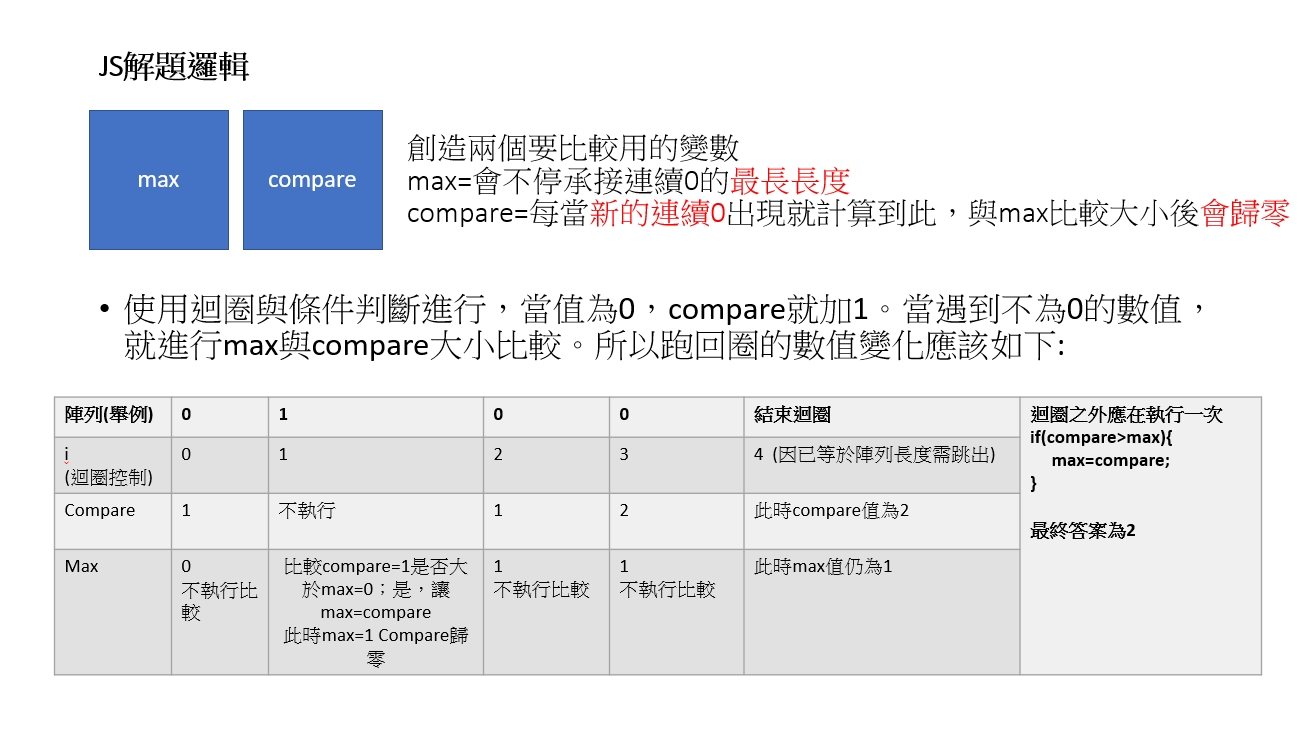 JS解題邏輯
max
compare
創造兩個要比較用的變數
max=會不停承接連續0的最長長度
compare=每當新的連續0出現就計算到此，與max比較大小後會歸零
• 使用迴圈與條件判斷進行，當值為0，compare就加1。當遇到不為0的數值，
就進行max與compare大小比較。所以跑回圈的數值變化應該如下:
陣列(舉例)
0
1
0
0
結束迴圈
迴圈之外應在執行一次
if(compare>max){
max=compare;
}
最終答案為2
i
(迴圈控制)
0
1
2
3
4 (因已等於陣列長度需跳出)
Compare
1
不執行
1
2
此時compare值為2
Max
0
不執行比
較
比較compare=1是否大
於max=0；是，讓
max=compare
此時max=1 Compare歸
零
1
不執行比較
1
不執行比較
此時max值仍為1